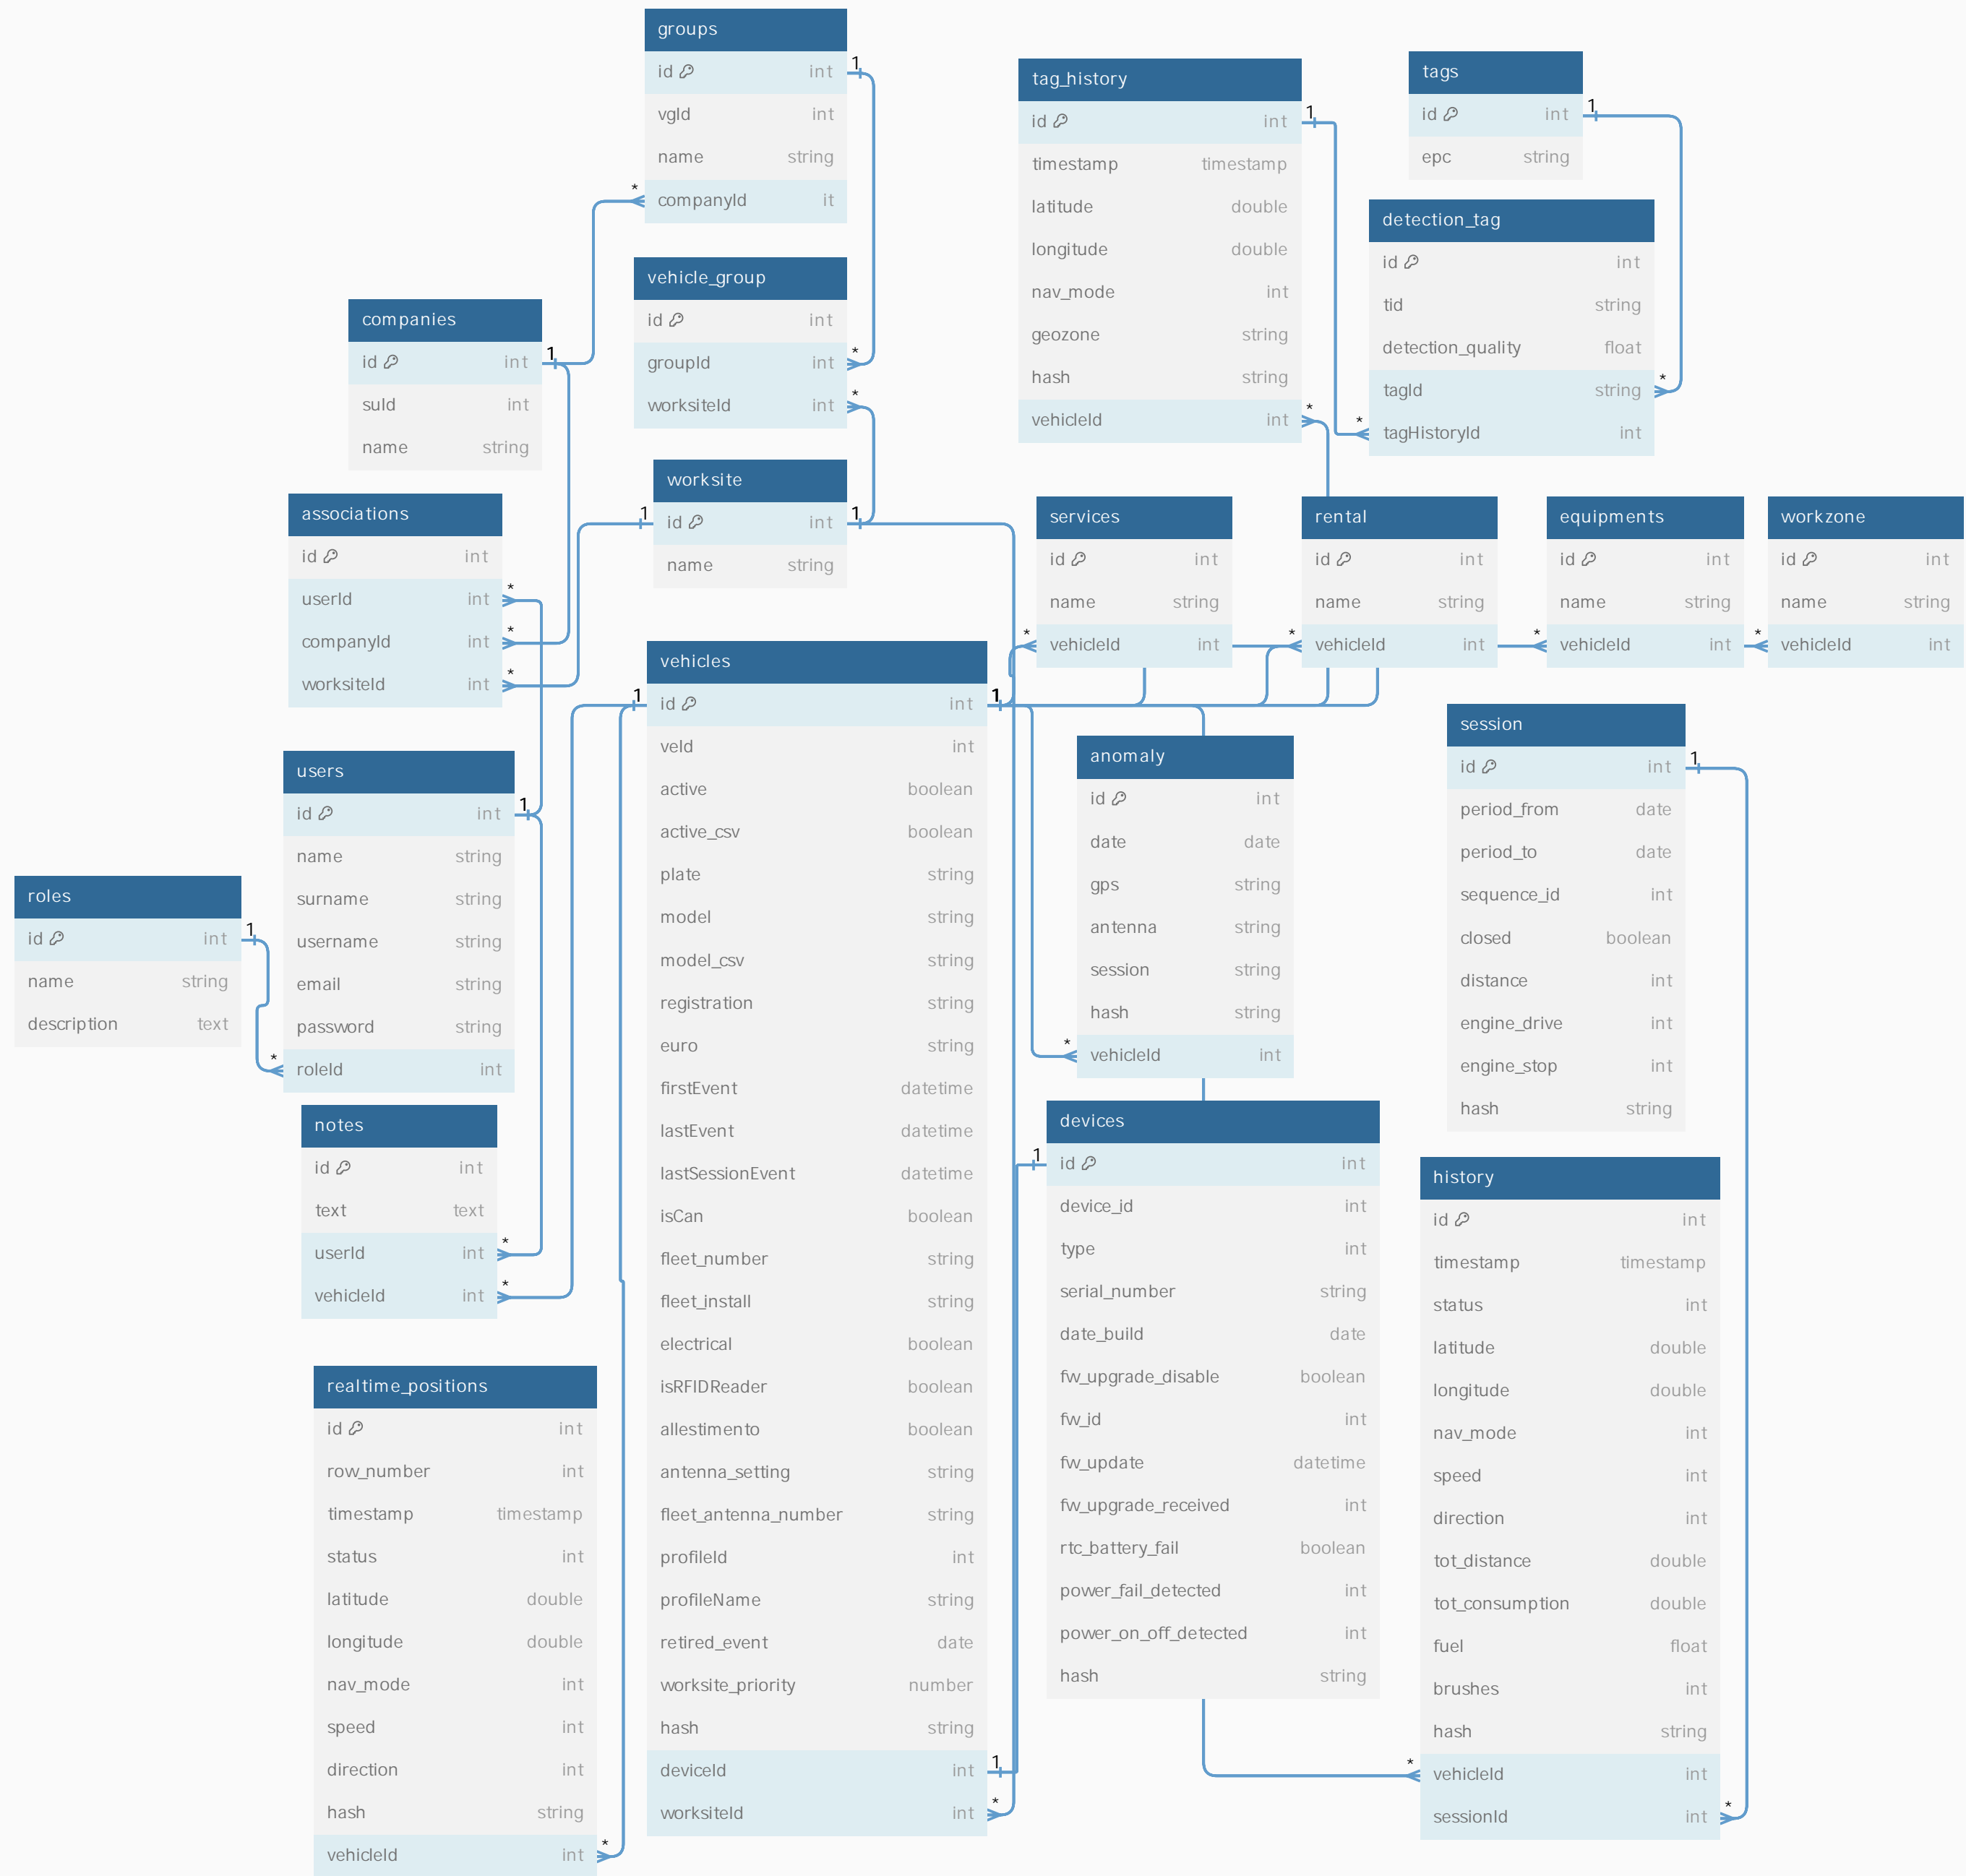 groups
id int
vgId int
name string
companyId it
1
*
vehicle_group
id int
groupId int
worksiteId int
*
*
companies
id int
suId int
name string
1
associations
id int
userId int
companyId int
worksiteId int
*
*
*
worksite
id int
name string
1
1
users
id int
name string
surname string
username string
email string
password string
roleId int
1
*
roles
id int
name string
description text
1
notes
id int
text text
userId int
vehicleId int
*
*
realtime_positions
id int
row_number int
timestamp timestamp
status int
latitude double
longitude double
nav_mode int
speed int
direction int
hash string
vehicleId int
*
vehicles
id int
veId int
active boolean
active_csv boolean
plate string
model string
model_csv string
registration string
euro string
firstEvent datetime
lastEvent datetime
lastSessionEvent datetime
isCan boolean
fleet_number string
fleet_install string
electrical boolean
isRFIDReader boolean
allestimento boolean
antenna_setting string
fleet_antenna_number string
profileId int
profileName string
retired_event date
worksite_priority number
hash string
deviceId int
worksiteId int
1
1
1
*
tag_history
id int
timestamp timestamp
latitude double
longitude double
nav_mode int
geozone string
hash string
vehicleId int
1
*
tags
id int
epc string
1
detection_tag
id int
tid string
detection_quality float
tagId string
tagHistoryId int
*
*
services
id int
name string
vehicleId int
*
rental
id int
name string
vehicleId int
*
equipments
id int
name string
vehicleId int
*
workzone
id int
name string
vehicleId int
*
anomaly
id int
date date
gps string
antenna string
session string
hash string
vehicleId int
*
devices
id int
device_id int
type int
serial_number string
date_build date
fw_upgrade_disable boolean
fw_id int
fw_update datetime
fw_upgrade_received int
rtc_battery_fail boolean
power_fail_detected int
power_on_off_detected int
hash string
1
session
id int
period_from date
period_to date
sequence_id int
closed boolean
distance int
engine_drive int
engine_stop int
hash string
1
history
id int
timestamp timestamp
status int
latitude double
longitude double
nav_mode int
speed int
direction int
tot_distance double
tot_consumption double
fuel float
brushes int
hash string
vehicleId int
sessionId int
*
*